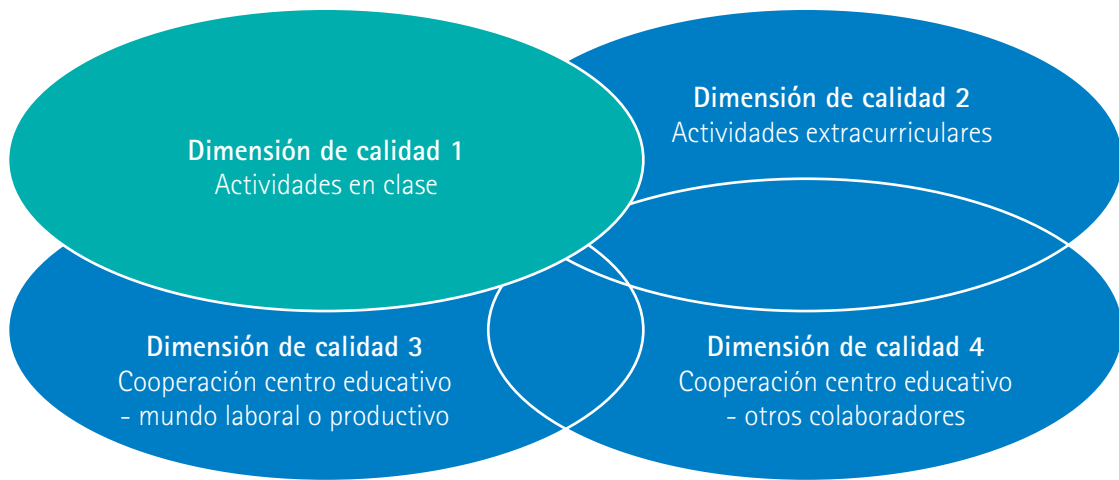 Dimensión de calidad 1
Actividades en clase
Dimensión de calidad 2
Actividades extracurriculares
Dimensión de calidad 3
Cooperación centro educativo
- mundo laboral o productivo
Dimensión de calidad 4
Cooperación centro educativo
- otros colaboradores